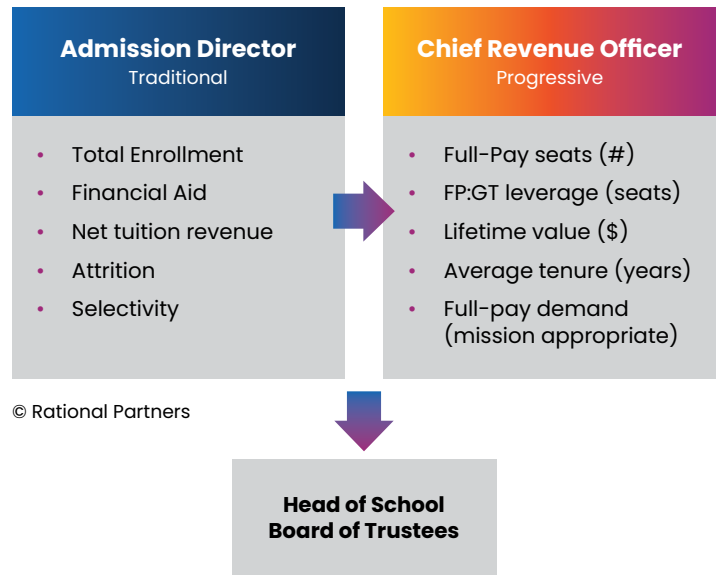 Admission Director
Traditional
• Total Enrollment
• Financial Aid
• Net tuition revenue
• Attrition
• Selectivity
Chief Revenue Officer
Progressive
• Full-Pay seats (#)
• FP:GT leverage (seats)
• Lifetime value ($)
• Average tenure (years)
• Full-pay demand
(mission appropriate)
© Rational Partners
Head of School
Board of Trustees